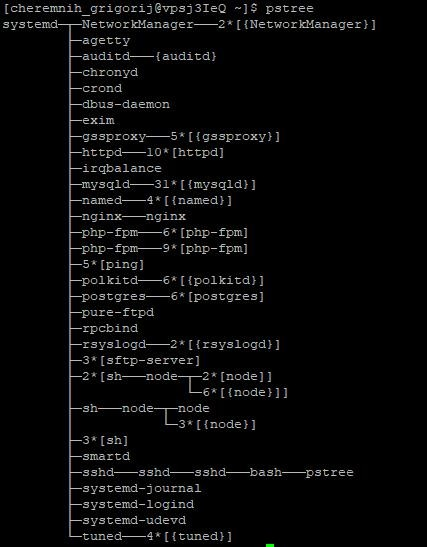 [cheremnih_grigorij@vpsj3IeQ ~]$ pstree
systemd─┬─NetworkManager───2*[{NetworkManager}]
        ├─agetty
        ├─auditd───{auditd}
        ├─chronyd
        ├─crond
        ├─dbus-daemon
        ├─exim
        ├─gssproxy───5*[{gssproxy}]
        ├─httpd───10*[httpd]
        ├─irqbalance
        ├─mysqld───31*[{mysqld}]
        ├─named───4*[{named}]
        ├─nginx───nginx
        ├─php-fpm───6*[php-fpm]
        ├─php-fpm───9*[php-fpm]
        ├─5*[ping]
        ├─polkitd───6*[{polkitd}]
        ├─postgres───6*[postgres]
        ├─pure-ftpd
        ├─rpcbind
        ├─rsyslogd───2*[{rsyslogd}]
        ├─3*[sftp-server]
        ├─2*[sh───node─┬─2*[node]]
        │              └─6*[{node}]]
        ├─sh───node─┬─node
        │           └─3*[{node}]
        ├─3*[sh]
        ├─smartd
        ├─sshd───sshd───sshd───bash───pstree
        ├─systemd-journal
        ├─systemd-logind
        ├─systemd-udevd
        └─tuned───4*[{tuned}]